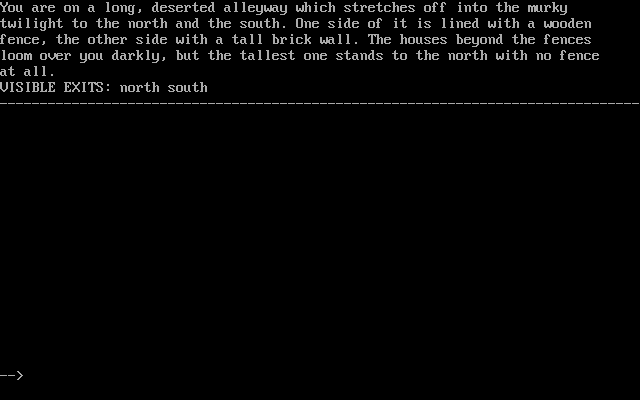 You are on a long, deserted alleyway which stretches off into the murky
twilight to the north and the south. One side of it is lined with a wooden
fence, the other side with a tall brick wall. The houses beyond the fences
loom over you darkly, but the tallest one stands to the north with no fence
at all.
VISIBLE EXITS: north south
--------------------------------------------------------------------------------
-->